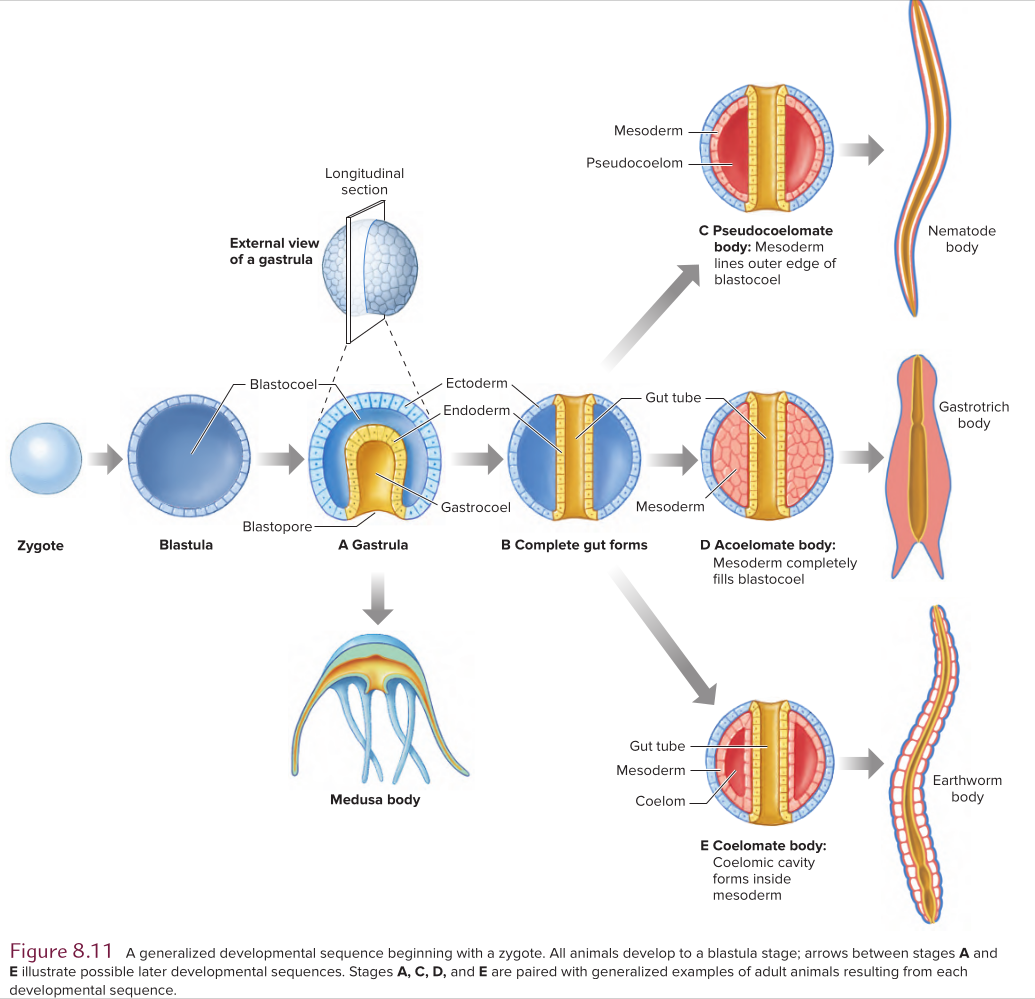 Mesoderm
Pseudocoelom
C Pseudocoelomate
body: Mesoderm
lines outer edge of
blastocoel
Nematode
body
Longitudinal
section
External view
of a gastrula
Blastocoel
Ectoderm
Endoderm
Gastrocoel
Blastopore
Gut tube
Mesoderm
Gastrotrich
body
Zygote
Blastula
A Gastrula
B Complete gut forms
D Acoelomate body:
Mesoderm completely
fills blastocoel
Medusa body
Gut tube
Mesoderm
Coelom
Earthworm
body
E Coelomate body:
Coelomic cavity
forms inside
mesoderm
Figure 8.11 A generalized developmental sequence beginning with a zygote. All animals develop to a blastula stage; arrows between stages A and
E illustrate possible later developmental sequences. Stages A, C, D, and E are paired with generalized examples of adult animals resulting from each
developmental sequence.